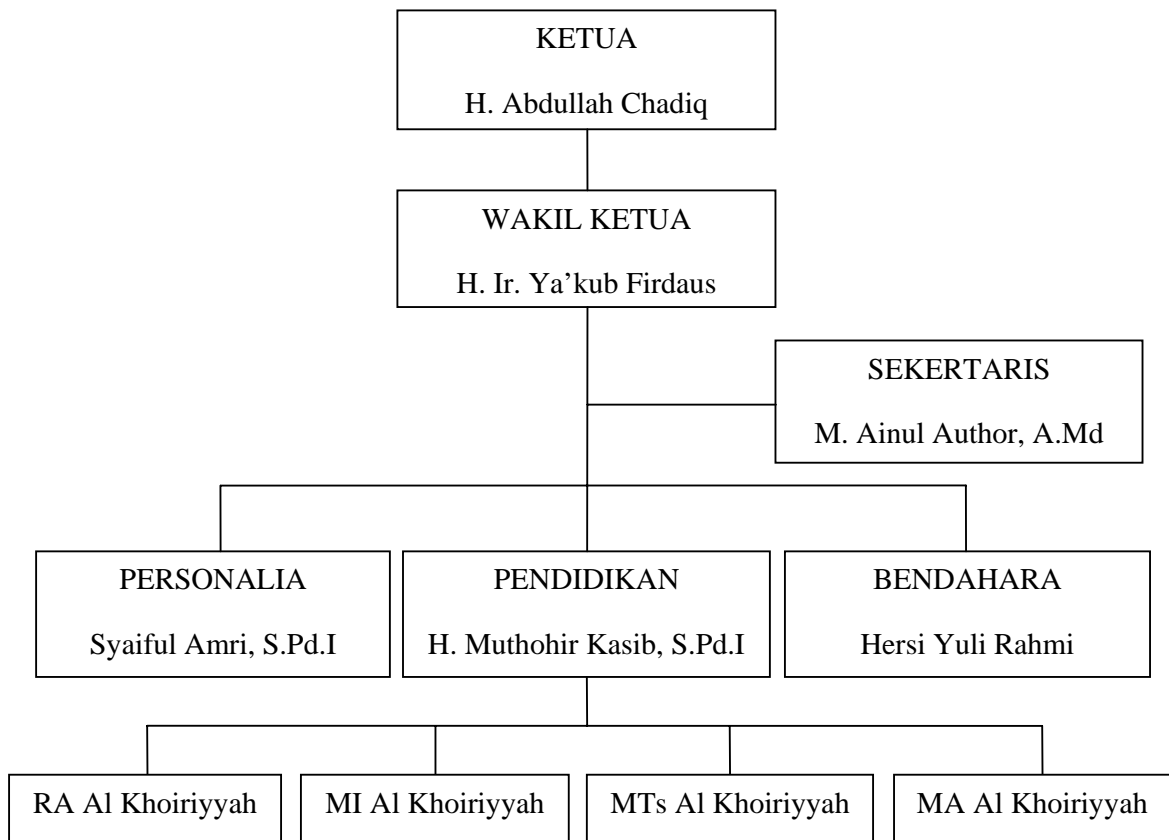 KETUA
H. Abdullah Chadiq
WAKIL KETUA
H. Ir. Ya’kub Firdaus
SEKERTARIS
M. Ainul Author, A.Md
PERSONALIA
Syaiful Amri, S.Pd.I
PENDIDIKAN
H. Muthohir Kasib, S.Pd.I
BENDAHARA
Hersi Yuli Rahmi
RA Al Khoiriyyah
MI Al Khoiriyyah
MTs Al Khoiriyyah
MA Al Khoiriyyah